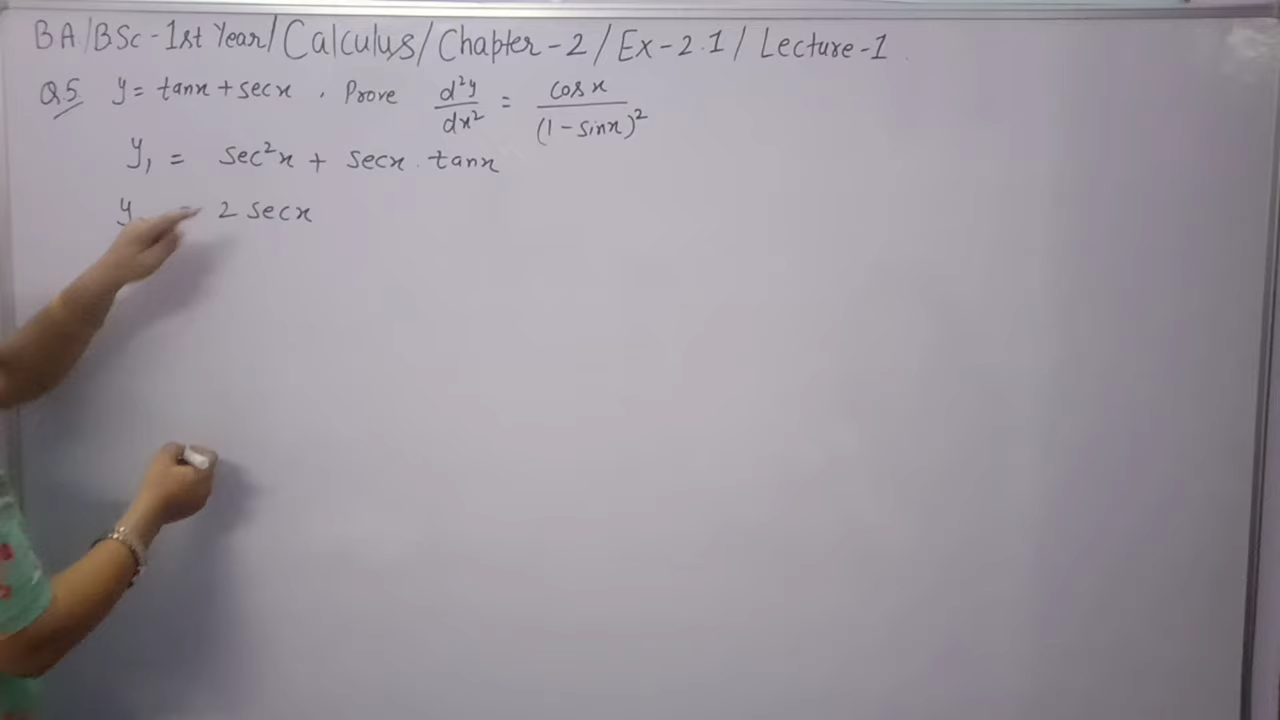 BA/BSc-1st Year/Calculus/Chapter-2/Ex-2.1/Lecture-1
Q5. y = tanx + secx, Prove d²y/dx² = cosx/(1-sinx)²
y₁ = sec²x + secx . tanx
y = 2 secx